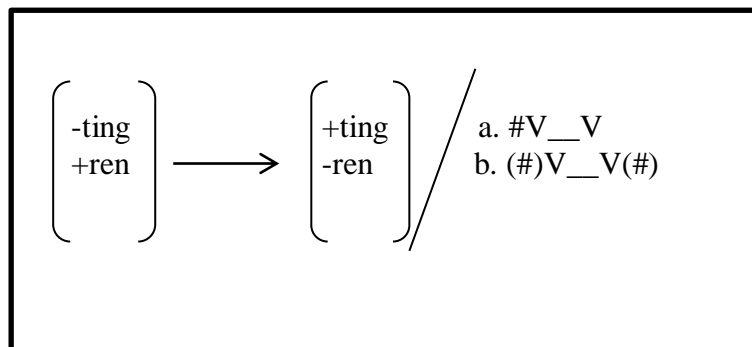 -ting
+ren
+ting
-ren
a. #V__V
b. (#)V__V(#)